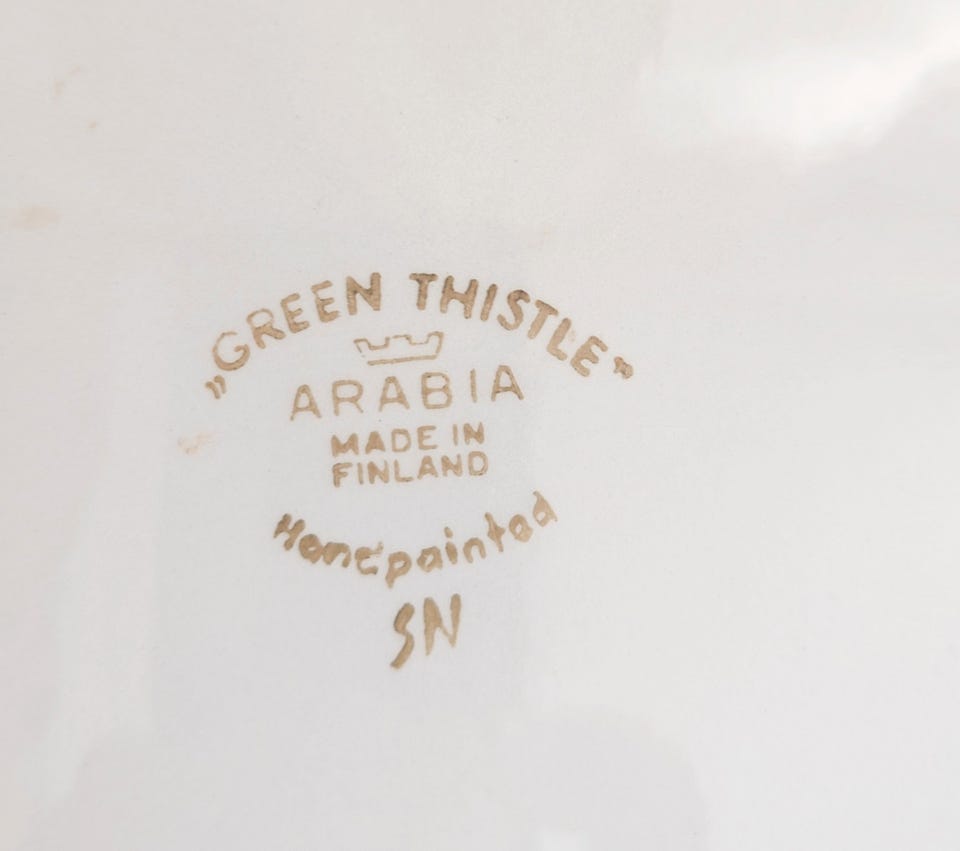 „GREEN THISTLE”
ARABIA
MADE IN
FINLAND
Handpainted
SN